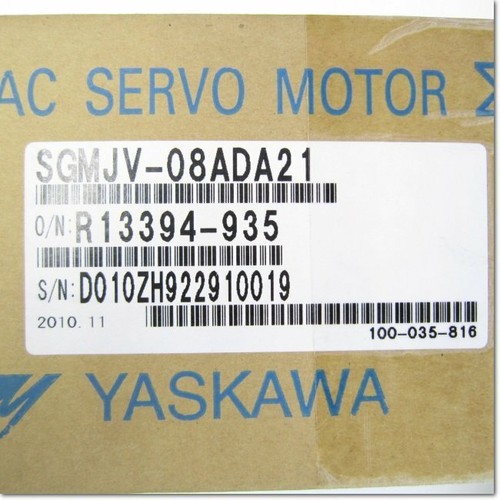 AC SERVO MOTOR Σ
SGMJV-08ADA21
O/N: R13394-935
S/N: D010ZH922910019
2010.11
100-035-816
YASKAWA